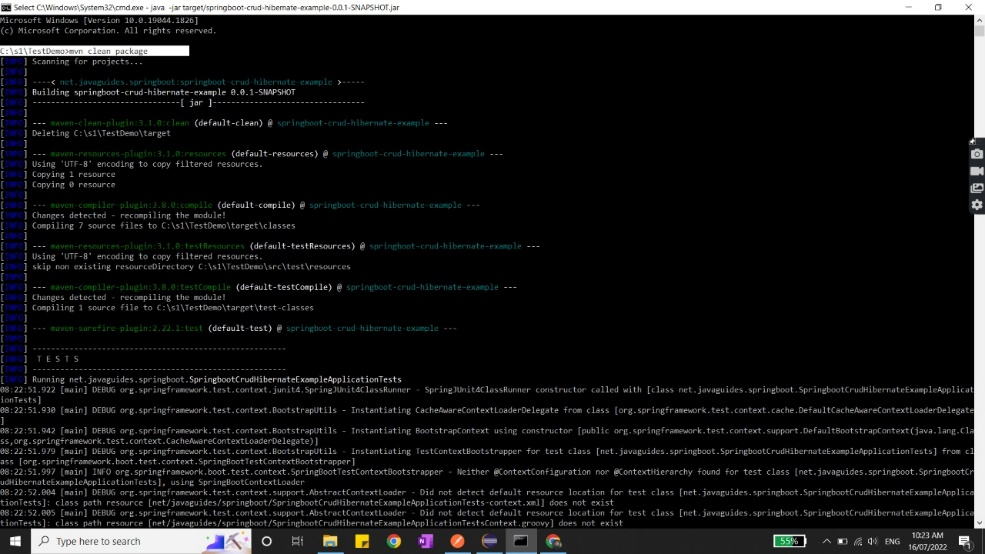 Select C:\Windows\System32\cmd.exe - java -jar target/springboot-crud-hibernate-example-0.0.1-SNAPSHOT.jar
Microsoft Windows [Version 10.0.19044.1826]
(c) Microsoft Corporation. All rights reserved.
C:\s1\TestDemo>mvn clean package
[INFO] Scanning for projects...
[INFO]
[INFO] ----< net.javaguides.springboot:springboot-crud-hibernate-example >-----
[INFO] Building springboot-crud-hibernate-example 0.0.1-SNAPSHOT
[INFO] --------------------------------[ jar ]---------------------------------
[INFO]
[INFO] --- maven-clean-plugin:3.1.0:clean (default-clean) @ springboot-crud-hibernate-example ---
[INFO] Deleting C:\s1\TestDemo\target
[INFO]
[INFO] --- maven-resources-plugin:3.1.0:resources (default-resources) @ springboot-crud-hibernate-example ---
[INFO] Using 'UTF-8' encoding to copy filtered resources.
[INFO] Copying 1 resource
[INFO] Copying 0 resource
[INFO]
[INFO] --- maven-compiler-plugin:3.8.0:compile (default-compile) @ springboot-crud-hibernate-example ---
[INFO] Changes detected - recompiling the module!
[INFO] Compiling 7 source files to C:\s1\TestDemo\target\classes
[INFO]
[INFO] --- maven-resources-plugin:3.1.0:testResources (default-testResources) @ springboot-crud-hibernate-example ---
[INFO] Using 'UTF-8' encoding to copy filtered resources.
[INFO] skip non existing resourceDirectory C:\s1\TestDemo\src\test\resources
[INFO]
[INFO] --- maven-compiler-plugin:3.8.0:testCompile (default-testCompile) @ springboot-crud-hibernate-example ---
[INFO] Changes detected - recompiling the module!
[INFO] Compiling 1 source file to C:\s1\TestDemo\target\test-classes
[INFO]
[INFO] --- maven-surefire-plugin:2.22.1:test (default-test) @ springboot-crud-hibernate-example ---
[INFO]
[INFO] -------------------------------------------------------
[INFO]  T E S T S
[INFO] -------------------------------------------------------
[INFO] Running net.javaguides.springboot.SpringbootCrudHibernateExampleApplicationTests
08:22:51.922 [main] DEBUG org.springframework.test.context.junit4.SpringJUnit4ClassRunner - SpringJUnit4ClassRunner constructor called with [class net.javaguides.springboot.SpringbootCrudHibernateExampleApplicat
ionTests]
08:22:51.930 [main] DEBUG org.springframework.test.context.BootstrapUtils - Instantiating CacheAwareContextLoaderDelegate from class [org.springframework.test.context.cache.DefaultCacheAwareContextLoaderDelegate
]
08:22:51.942 [main] DEBUG org.springframework.test.context.BootstrapUtils - Instantiating BootstrapContext using constructor [public org.springframework.test.context.support.DefaultBootstrapContext(java.lang.Cla
ss,org.springframework.test.context.CacheAwareContextLoaderDelegate)]
08:22:51.979 [main] DEBUG org.springframework.test.context.BootstrapUtils - Instantiating TestContextBootstrapper for test class [net.javaguides.springboot.SpringbootCrudHibernateExampleApplicationTests] from cl
ass [org.springframework.boot.test.context.SpringBootTestContextBootstrapper]
08:22:51.997 [main] INFO org.springframework.boot.test.context.SpringBootTestContextBootstrapper - Neither @ContextConfiguration nor @ContextHierarchy found for test class [net.javaguides.springboot.SpringbootCr
udHibernateExampleApplicationTests], using SpringBootContextLoader
08:22:52.004 [main] DEBUG org.springframework.test.context.support.AbstractContextLoader - Did not detect default resource location for test class [net.javaguides.springboot.SpringbootCrudHibernateExampleApplica
tionTests]: class path resource [net/javaguides/springboot/SpringbootCrudHibernateExampleApplicationTests-context.xml] does not exist
08:22:52.005 [main] DEBUG org.springframework.test.context.support.AbstractContextLoader - Did not detect default resource location for test class [net.javaguides.springboot.SpringbootCrudHibernateExampleApplica
tionTests]: class path resource [net/javaguides/springboot/SpringbootCrudHibernateExampleApplicationTestsContext.groovy] does not exist
Type here to search
55%
10:23 AM
16/07/2022